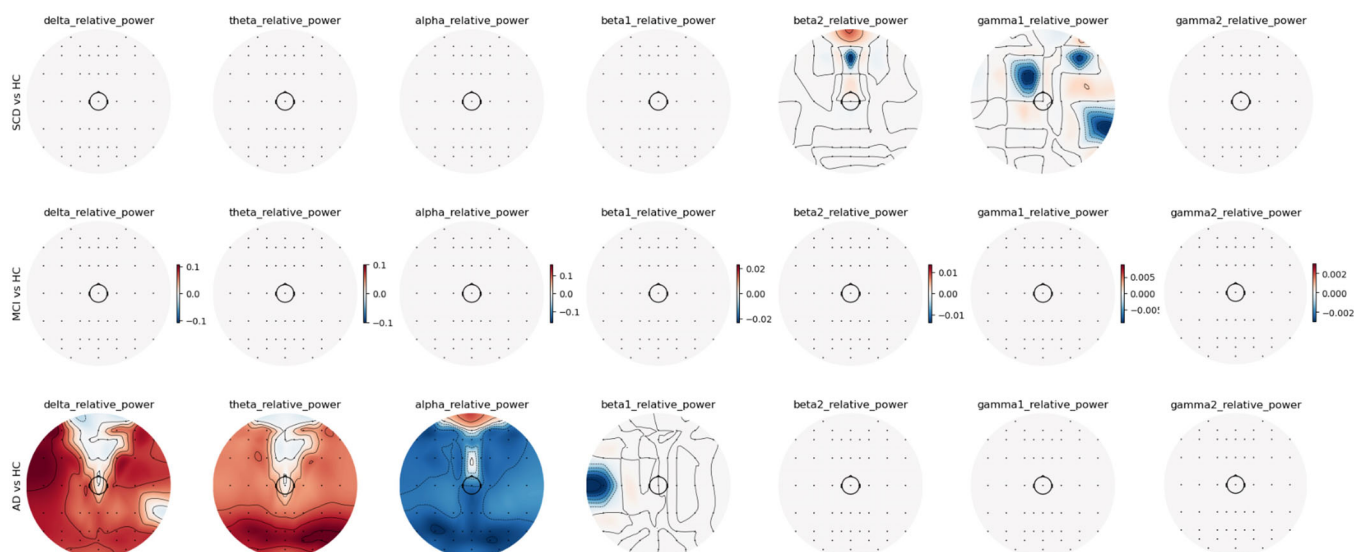 delta_relative_power theta_relative_power alpha_relative_power beta1_relative_power beta2_relative_power gamma1_relative_power gamma2_relative_power
SCD vs HC
delta_relative_power theta_relative_power alpha_relative_power beta1_relative_power beta2_relative_power gamma1_relative_power gamma2_relative_power
MCI vs HC
0.1 0.1 0.1 0.02 0.01 0.005 0.002
0.0 0.0 0.0 0.00 0.00 0.000 0.000
−0.1 −0.1 −0.1 −0.02 −0.01 −0.00 −0.002
delta_relative_power theta_relative_power alpha_relative_power beta1_relative_power beta2_relative_power gamma1_relative_power gamma2_relative_power
AD vs HC